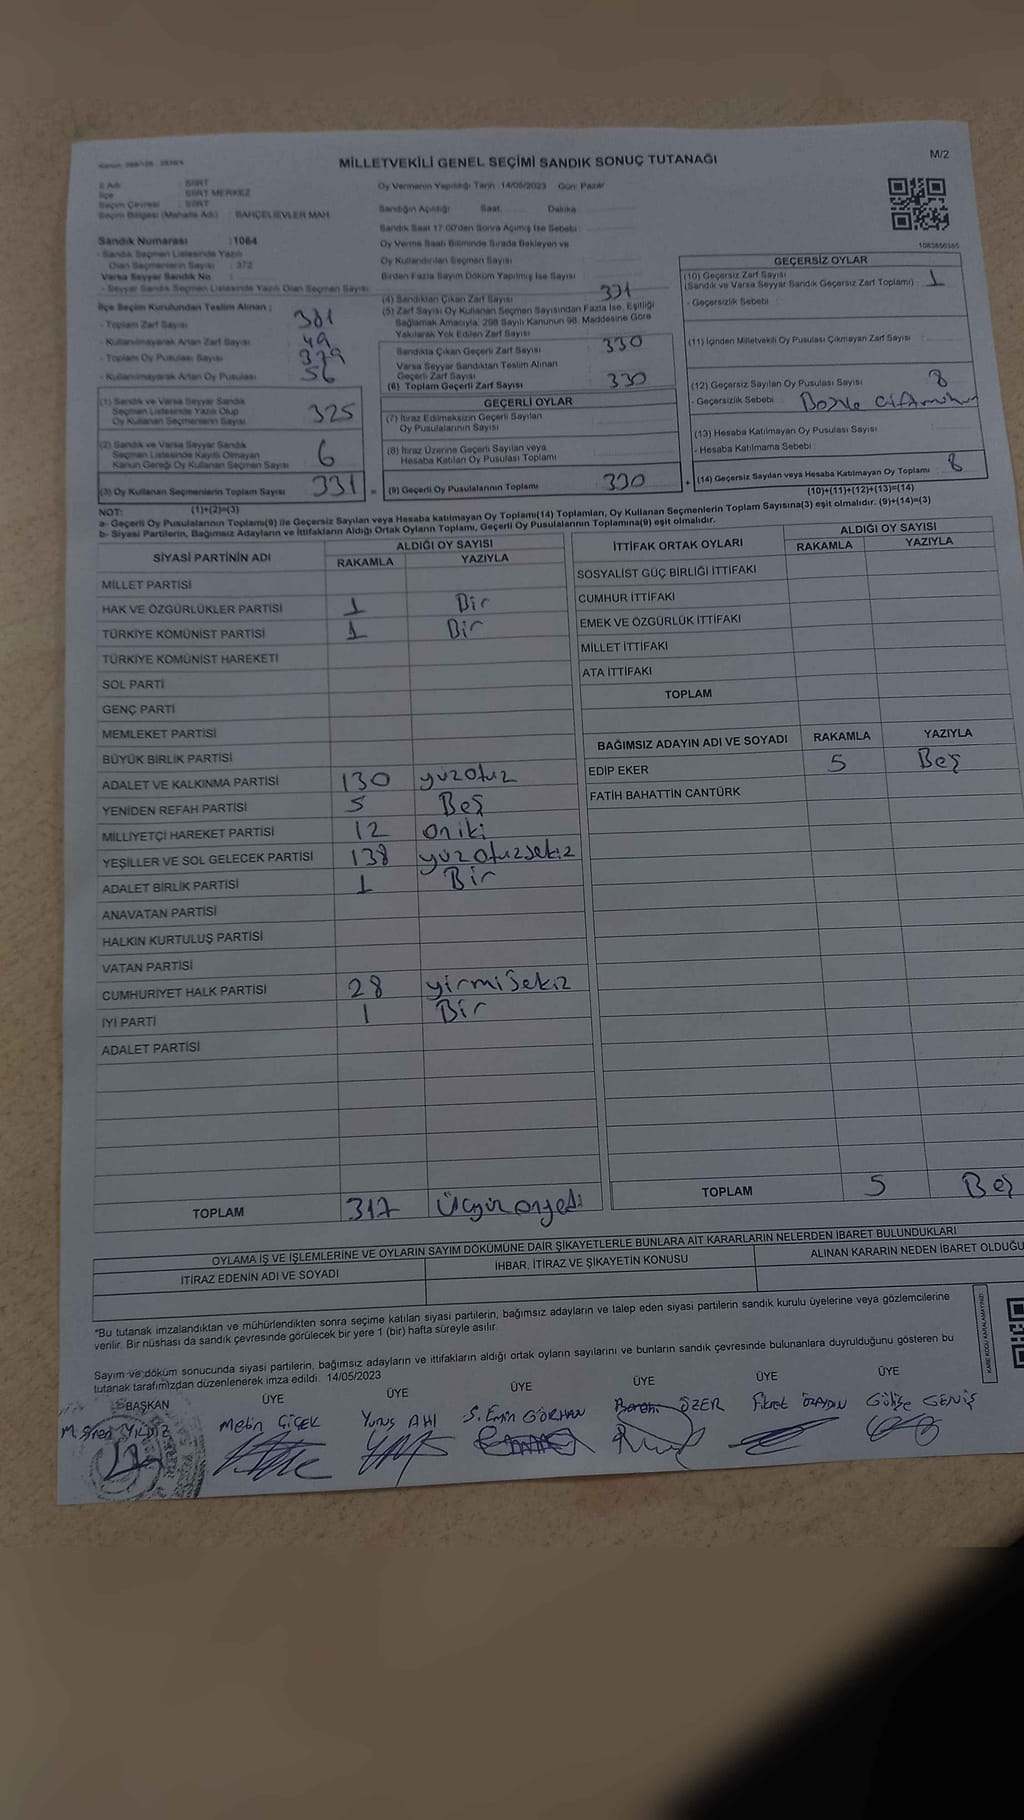 MİLLETVEKİLİ GENEL SEÇİMİ SANDIK SONUÇ TUTANAĞI
M/2
İl Adı : SİİRT
İlçe : SİİRT MERKEZ
Seçim Çevresi : SİİRT
Seçim Bölgesi (Mahalle Adı) : BAHÇELİEVLER MAH.
Oy Vermenin Yapıldığı Tarih :14/05/2023 Gün: Pazar
Sandığın Açıldığı Saat: Dakika
Sandık Saat 17:00'den Sonra Açılmış İse Sebebi :
Oy Verme Saati Bitiminde Sırada Bekleyen ve
Oy Kullandırılan Seçmen Sayısı
Birden Fazla Sayım Döküm Yapılmış İse Sayısı
1082856365
Sandık Numarası :1064
- Sandık Seçmen Listesinde Yazılı
Olan Seçmenlerin Sayısı : 372
Varsa Seyyar Sandık No
- Seyyar Sandık Seçmen Listesinde Yazılı Olan Seçmen Sayısı
İlçe Seçim Kurulundan Teslim Alınan ;
- Toplam Zarf Sayısı 381
- Kullanılmayarak Artan Zarf Sayısı 49
- Toplam Oy Pusulası Sayısı 379
- Kullanılmayarak Artan Oy Pusulası 56
(1) Sandık ve Varsa Seyyar Sandık
Seçmen Listesinde Yazılı Olup
Oy Kullanan Seçmenlerin Sayısı 325
(2) Sandık ve Varsa Seyyar Sandık
Seçmen Listesinde Kayıtlı Olmayan
Kanun Gereği Oy Kullanan Seçmen Sayısı 6
(3) Oy Kullanan Seçmenlerin Toplam Sayısı 331 =
(1)+(2)=(3)
(4) Sandıktan Çıkan Zarf Sayısı 331
(5) Zarf Sayısı Oy Kullanan Seçmen Sayısından Fazla İse, Eşitliği
Sağlamak Amacıyla, 298 Sayılı Kanunun 98. Maddesine Göre
Yakılarak Yok Edilen Zarf Sayısı
Sandıkta Çıkan Geçerli Zarf Sayısı 330
Varsa Seyyar Sandıktan Teslim Alınan
Geçerli Zarf Sayısı
(6) Toplam Geçerli Zarf Sayısı 330
GEÇERLİ OYLAR
(7) İtiraz Edilmeksizin Geçerli Sayılan
Oy Pusulalarının Sayısı
(8) İtiraz Üzerine Geçerli Sayılan veya
Hesaba Katılan Oy Pusulası Toplamı
(9) Geçerli Oy Pusulalarının Toplamı 330 +
GEÇERSİZ OYLAR
(10) Geçersiz Zarf Sayısı
(Sandık ve Varsa Seyyar Sandık Geçersiz Zarf Toplamı) : 1
- Geçersizlik Sebebi :
(11) İçinden Milletvekili Oy Pusulası Çıkmayan Zarf Sayısı
(12) Geçersiz Sayılan Oy Pusulası Sayısı 8
- Geçersizlik Sebebi :
(13) Hesaba Katılmayan Oy Pusulası Sayısı
- Hesaba Katılmama Sebebi :
(14) Geçersiz Sayılan veya Hesaba Katılmayan Oy Toplamı 8
(10)+(11)+(12)+(13)=(14)
NOT:
a- Geçerli Oy Pusulasının Toplamı(9) ile Geçersiz Sayılan veya Hesaba katılmayan Oy Toplamı(14) Toplamları, Oy Kullanan Seçmenlerin Toplam Sayısına(3) eşit olmalıdır. (9)+(14)=(3)
b- Siyasi Partilerin, Bağımsız Adayların ve İttifakların Aldığı Ortak Oyların Toplamı, Geçerli Oy Pusulalarının Toplamına(9) eşit olmalıdır.
SİYASİ PARTİNİN ADI
ALDIĞI OY SAYISI
RAKAMLA YAZIYLA
MİLLET PARTİSİ
HAK VE ÖZGÜRLÜKLER PARTİSİ 1 Bir
TÜRKİYE KOMÜNİST PARTİSİ 1 Bir
TÜRKİYE KOMÜNİST HAREKETİ
SOL PARTİ
GENÇ PARTİ
MEMLEKET PARTİSİ
BÜYÜK BİRLİK PARTİSİ
ADALET VE KALKINMA PARTİSİ 130 yüzotuz
YENİDEN REFAH PARTİSİ 5 Beş
MİLLİYETÇİ HAREKET PARTİSİ 12 oniki
YEŞİLLER VE SOL GELECEK PARTİSİ 138 yüzotuzsekiz
ADALET BİRLİK PARTİSİ 1 Bir
ANAVATAN PARTİSİ
HALKIN KURTULUŞ PARTİSİ
VATAN PARTİSİ
CUMHURİYET HALK PARTİSİ 28 yirmisekiz
İYİ PARTİ 1 Bir
ADALET PARTİSİ
TOPLAM 317 Üçyüzonyedi
İTTİFAK ORTAK OYLARI
ALDIĞI OY SAYISI
RAKAMLA YAZIYLA
SOSYALİST GÜÇ BİRLİĞİ İTTİFAKI
CUMHUR İTTİFAKI
EMEK VE ÖZGÜRLÜK İTTİFAKI
MİLLET İTTİFAKI
ATA İTTİFAKI
TOPLAM
BAĞIMSIZ ADAYIN ADI VE SOYADI RAKAMLA YAZIYLA
EDİP EKER 5 Beş
FATİH BAHATTİN CANTÜRK
TOPLAM 5 Beş
OYLAMA İŞ VE İŞLEMLERİNE VE OYLARIN SAYIM DÖKÜMÜNE DAİR ŞİKAYETLERLE BUNLARA AİT KARARLARIN NELERDEN İBARET BULUNDUKLARI
İTİRAZ EDENİN ADI VE SOYADI
İHBAR, İTİRAZ VE ŞİKAYETİN KONUSU
ALINAN KARARIN NEDEN İBARET OLDUĞU
"Bu tutanak imzalandıktan ve mühürlendikten sonra seçime katılan siyasi partilerin, bağımsız adayların ve talep eden siyasi partilerin sandık kurulu üyelerine veya gözlemcilerine
verilir. Bir nüshası da sandık çevresinde görülecek bir yere 1 (bir) hafta süreyle asılır.
Sayım ve döküm sonucunda siyasi partilerin, bağımsız adayların ve ittifakların aldığı ortak oyların sayılarını ve bunların sandık çevresinde bulunanlara duyrulduğunu gösteren bu
tutanak tarafımızdan düzenlenerek imza edildi. 14/05/2023
KARE KODU KARALAMAYINIZ!
BAŞKAN
ÜYE
ÜYE
ÜYE
ÜYE
ÜYE
ÜYE
YILDIZ
Metin ÇİÇEK
Yunus AHI
S. Emin GÖRHAN
ÖZER
Fikret ÖZAYDIN
GENİŞ